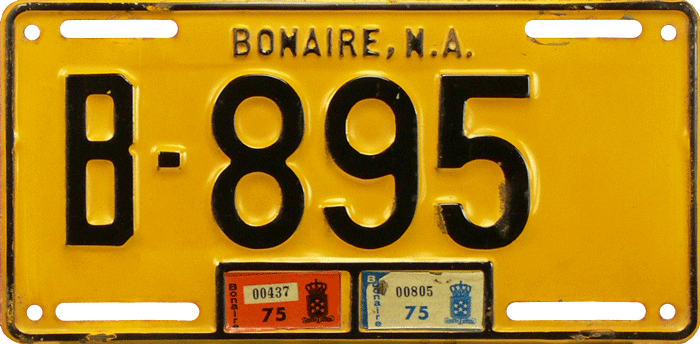 BONAIRE, N.A.
B-895
Bonaire 00437 75
Bonaire 00805 75